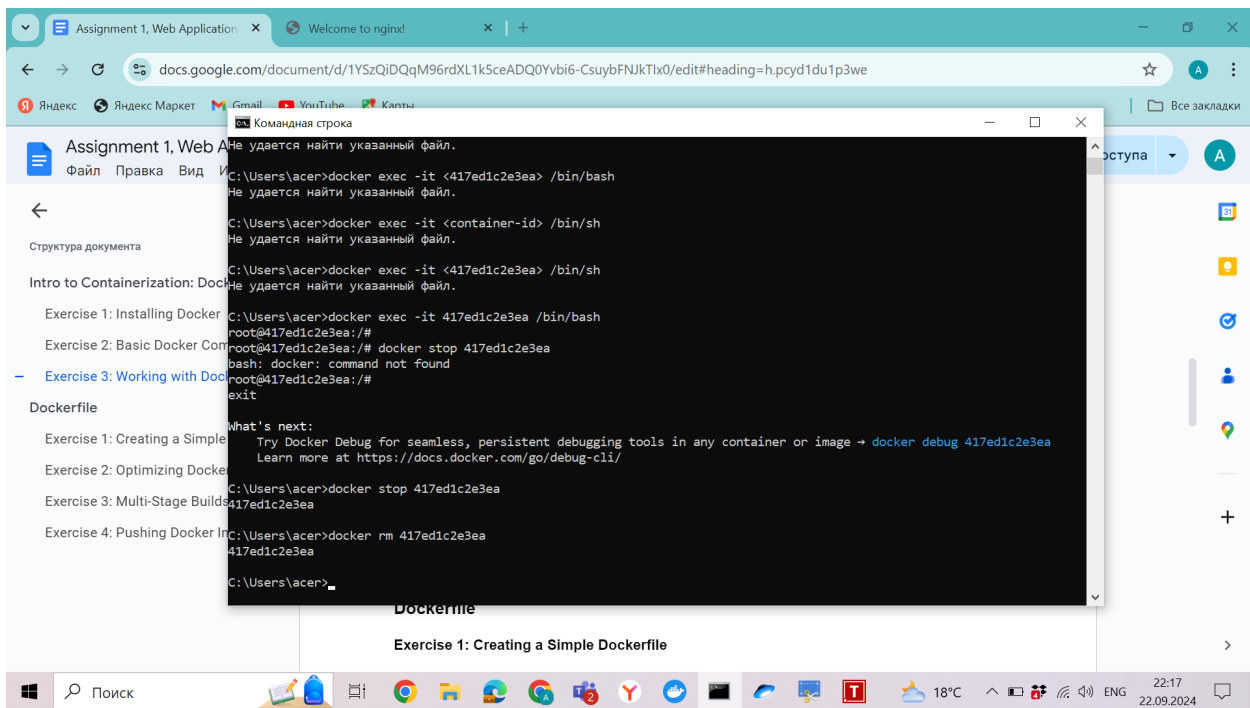 Assignment 1, Web Application
Welcome to nginx!
docs.google.com/document/d/1YSzQiDQqM96rdXL1k5ceADQ0Yvbi6-CsuybFNJkTIx0/edit#heading=h.pcyd1du1p3we
A
Яндекс
Яндекс Маркет
Gmail
YouTube
Карты
Все закладки
Assignment 1, Web A
Файл Правка Вид И
оступа
A
Структура документа
Intro to Containerization: Dock
Exercise 1: Installing Docker
Exercise 2: Basic Docker Com
Exercise 3: Working with Doc
Dockerfile
Exercise 1: Creating a Simple
Exercise 2: Optimizing Docke
Exercise 3: Multi-Stage Builds
Exercise 4: Pushing Docker I
Командная строка
Не удается найти указанный файл.
C:\Users\acer>docker exec -it <417ed1c2e3ea> /bin/bash
Не удается найти указанный файл.
C:\Users\acer>docker exec -it <container-id> /bin/sh
Не удается найти указанный файл.
C:\Users\acer>docker exec -it <417ed1c2e3ea> /bin/sh
Не удается найти указанный файл.
C:\Users\acer>docker exec -it 417ed1c2e3ea /bin/bash
root@417ed1c2e3ea:/#
root@417ed1c2e3ea:/# docker stop 417ed1c2e3ea
bash: docker: command not found
root@417ed1c2e3ea:/#
exit
What's next:
Try Docker Debug for seamless, persistent debugging tools in any container or image → docker debug 417ed1c2e3ea
Learn more at https://docs.docker.com/go/debug-cli/
C:\Users\acer>docker stop 417ed1c2e3ea
417ed1c2e3ea
C:\Users\acer>docker rm 417ed1c2e3ea
417ed1c2e3ea
C:\Users\acer>
Dockerfile
Exercise 1: Creating a Simple Dockerfile
31
Поиск
18°C
ENG
22:17
22.09.2024